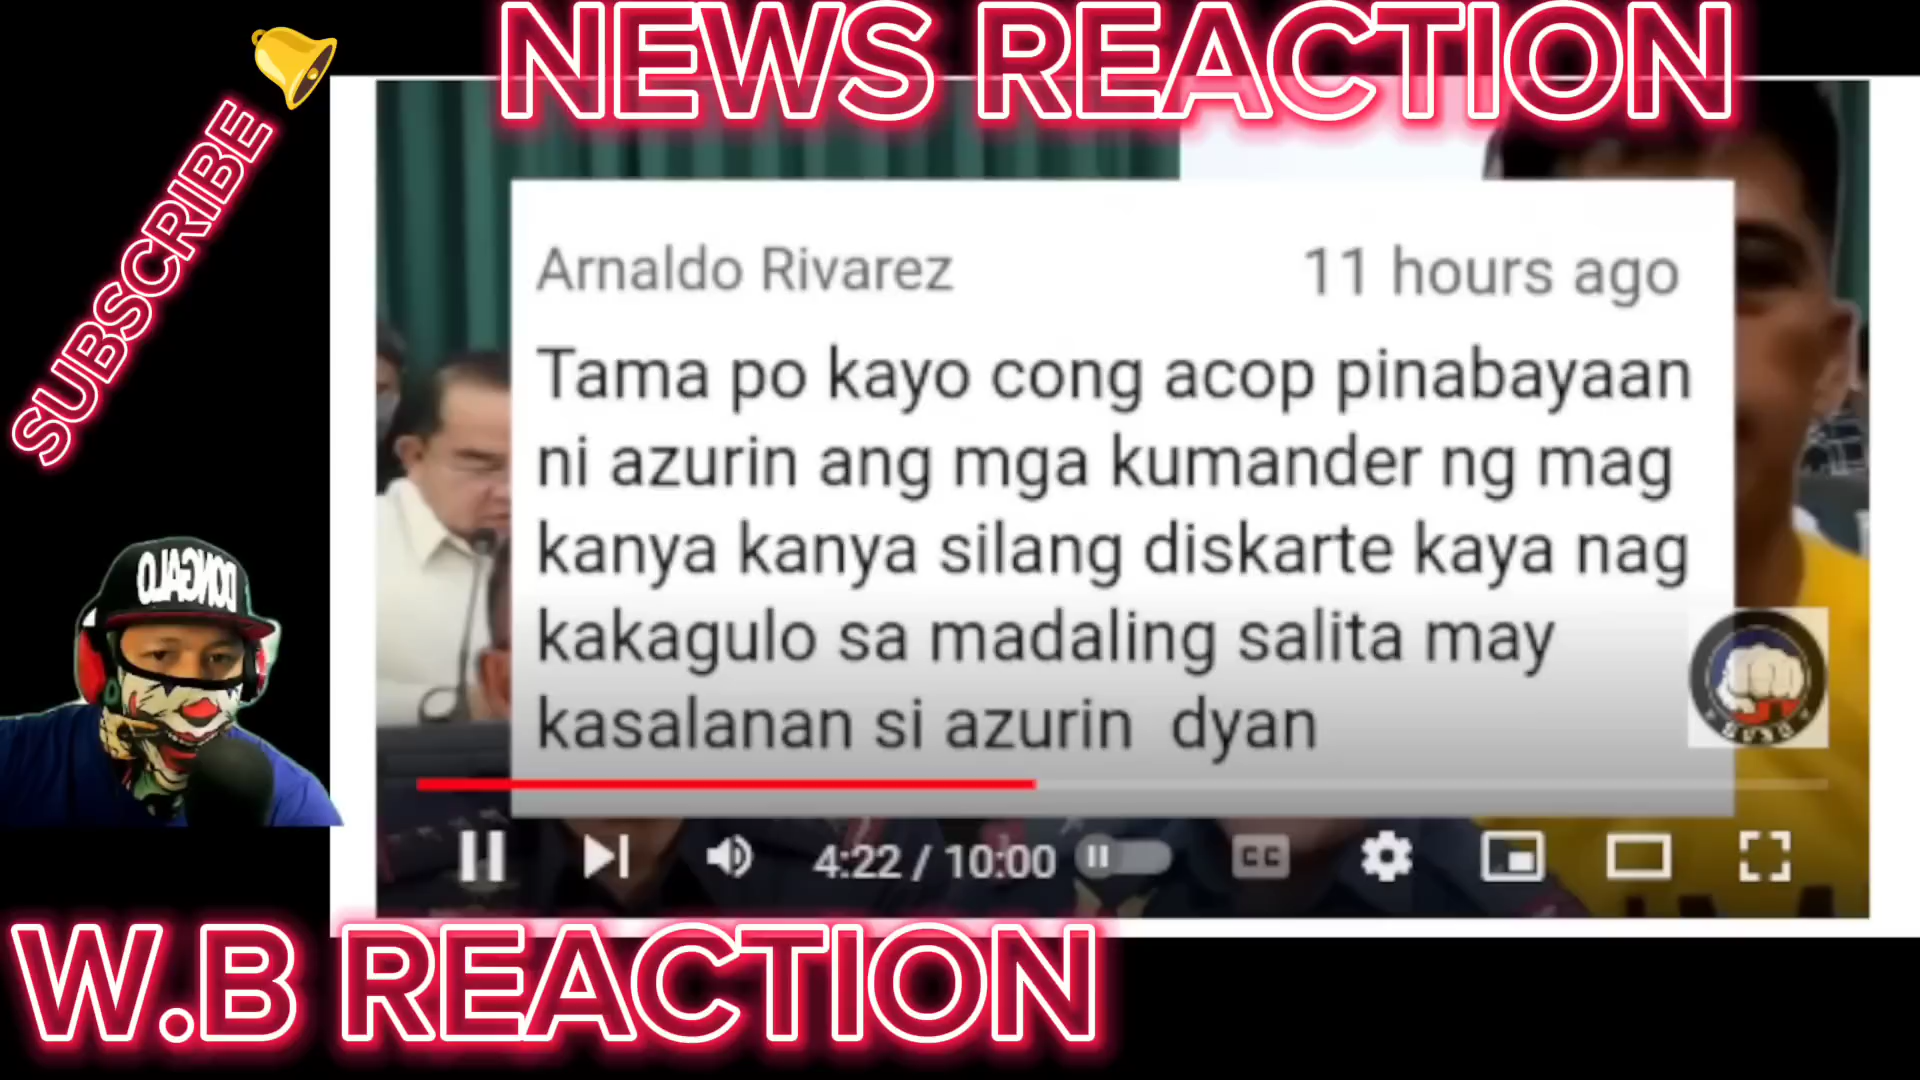 NEWS REACTION
SUBSCRIBE
Arnaldo Rivarez 11 hours ago
Tama po kayo cong acop pinabayaan
ni azurin ang mga kumander ng mag
kanya kanya silang diskarte kaya nag
kakagulo sa madaling salita may
kasalanan si azurin dyan
DONGALO
4:22 / 10:00
CC
W.B REACTION